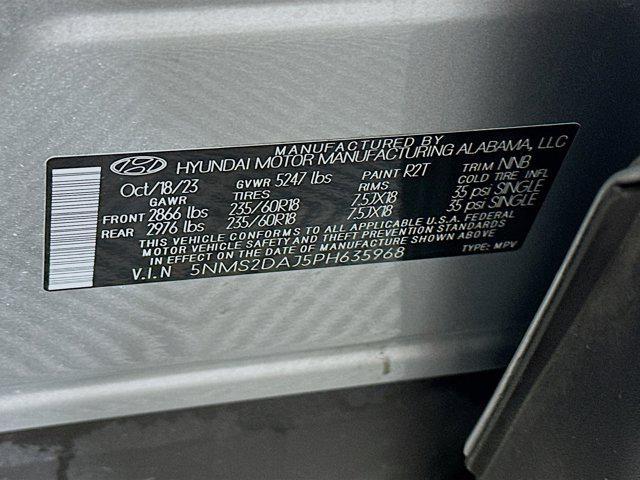 MANUFACTURED BY
HYUNDAI MOTOR MANUFACTURING ALABAMA, LLC
Oct/18/23 GVWR 5247 lbs PAINT R2T TRIM NNB
GAWR TIRES RIMS COLD TIRE INFL
FRONT 2866 lbs 235/60R18 7.5JX18 35 psi SINGLE
REAR 2976 lbs 235/60R18 7.5JX18 35 psi SINGLE
THIS VEHICLE CONFORMS TO ALL APPLICABLE U.S.A. FEDERAL
MOTOR VEHICLE SAFETY AND THEFT PREVENTION STANDARDS
IN EFFECT ON THE DATE OF MANUFACTURE SHOWN ABOVE
V.I.N 5NMS2DAJ5PH635968 TYPE: MPV